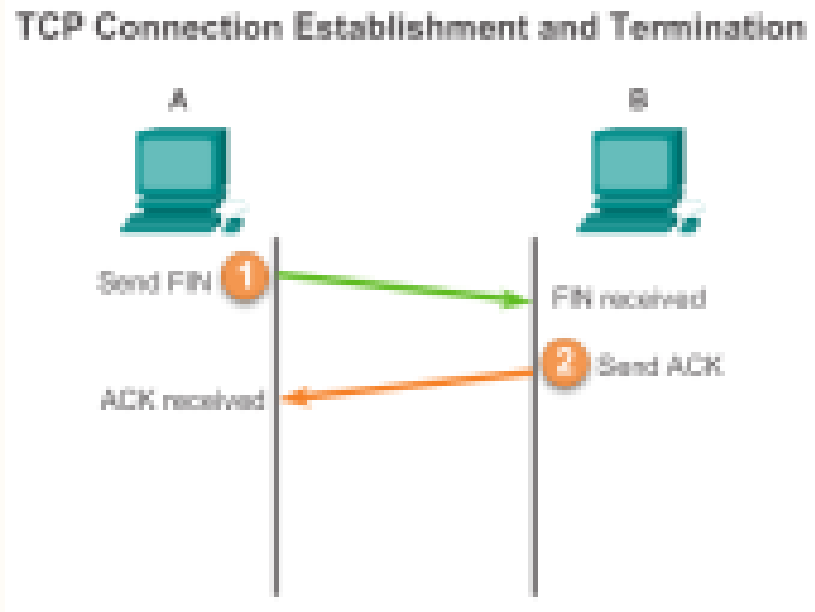 TCP Connection Establishment and Termination
A
B
Send FIN 1
FIN received
2 Send ACK
ACK received